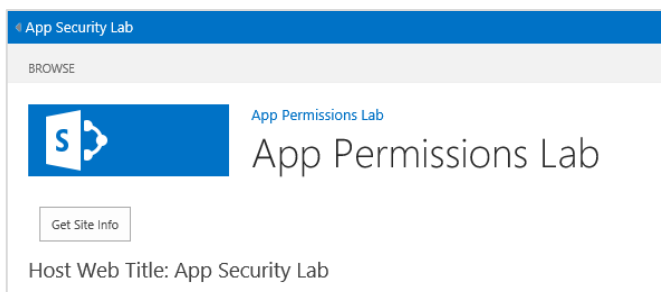 App Security Lab
BROWSE
S
App Permissions Lab
App Permissions Lab
Get Site Info
Host Web Title: App Security Lab